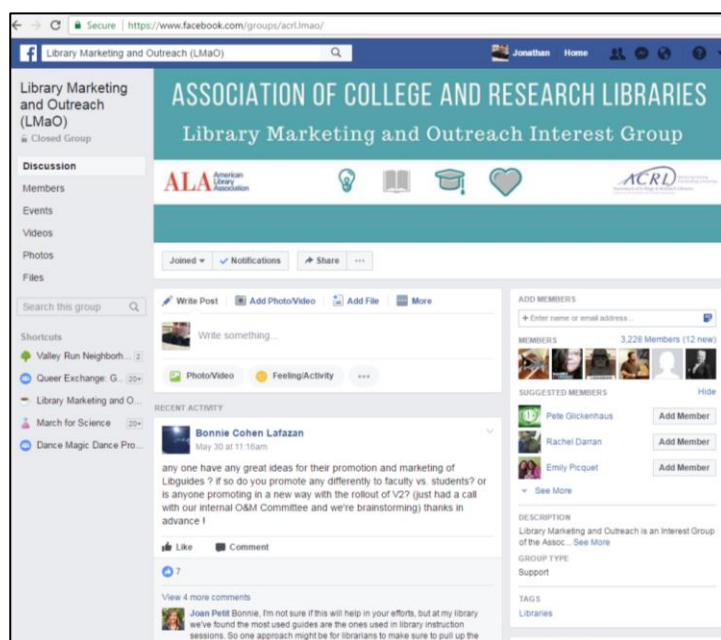 Secure | https://www.facebook.com/groups/acrl.lmao/
Library Marketing and Outreach (LMaO)
Jonathan Home
Library Marketing
and Outreach
(LMaO)
Closed Group
Discussion
Members
Events
Videos
Photos
Files
Search this group
Shortcuts
Valley Run Neighborh... 2
Queer Exchange: G... 20+
Library Marketing and O...
March for Science 20+
Dance Magic Dance Pro...
ASSOCIATION OF COLLEGE AND RESEARCH LIBRARIES
Library Marketing and Outreach Interest Group
ALA American
Library
Association
ACRL
Joined Notifications Share ...
Write Post Add Photo/Video Add File More
Write something...
Photo/Video Feeling/Activity ...
RECENT ACTIVITY
Bonnie Cohen Lafazan
May 30 at 11:16am
any one have any great ideas for their promotion and marketing of
Libguides ? if so do you promote any differently to faculty vs. students? or
is anyone promoting in a new way with the rollout of V2? (just had a call
with our internal O&M Committee and we're brainstorming) thanks in
advance !
Like Comment
7
View 4 more comments
Joan Petit Bonnie, I'm not sure if this will help in your efforts, but at my library
we've found the most used guides are the ones used in library instruction
sessions. So one approach might be for librarians to make sure to pull up the
ADD MEMBERS
+ Enter name or email address...
MEMBERS 3,228 Members (12 new)
SUGGESTED MEMBERS Hide
Pete Glickenhaus Add Member
Rachel Darran Add Member
Emily Picquet Add Member
See More
DESCRIPTION
Library Marketing and Outreach is an Interest Group
of the Assoc... See More
GROUP TYPE
Support
TAGS
Libraries